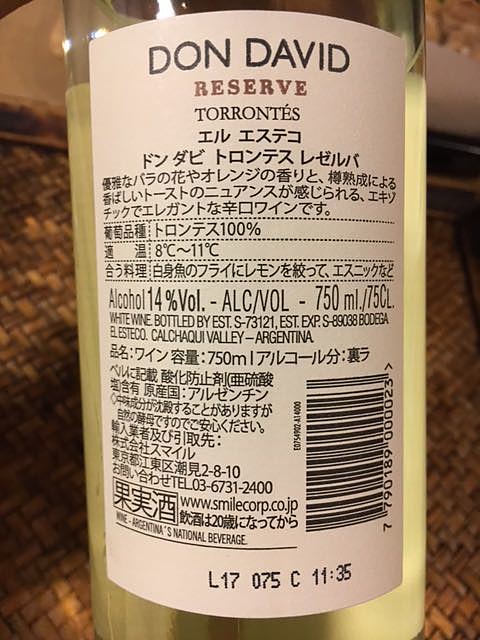 DON DAVID
RESERVE
TORRONTÉS
エル エステコ
ドン ダビ トロンテス レゼルバ
優雅なバラの花やオレンジの香りと、樽熟成による
香ばしいトーストのニュアンスが感じられる、エキゾ
チックでエレガントな辛口ワインです。
葡萄品種:トロンテス100%
適 温:8℃〜11℃
合う料理:白身魚のフライにレモンを絞って、エスニックなど
Alcohol 14%Vol. - ALC/VOL - 750 ml./75CL.
WHITE WINE. BOTTLED BY EST. S-73121, EST. EXP. S-89038 BODEGA
EL ESTECO. CALCHAQUI VALLEY – ARGENTINA.
品名:ワイン 容量:750ml アルコール分:裏ラ
ベルに記載 酸化防止剤(亜硫酸
塩)含有 原産国:アルゼンチン
◇中味成分が沈殿することがありますが
自然の酵母ですのでご安心ください。
輸入業者及び引取先:
株式会社スマイル
東京都江東区潮見2-8-10
お問い合わせTEL.03-6731-2400
果実酒 www.smilecorp.co.jp
飲酒は20歳になってから
WINE - ARGENTINA´S NATIONAL BEVERAGE.
ED754902.A14000
7 790189 000023 >
L17 075 C 11:35